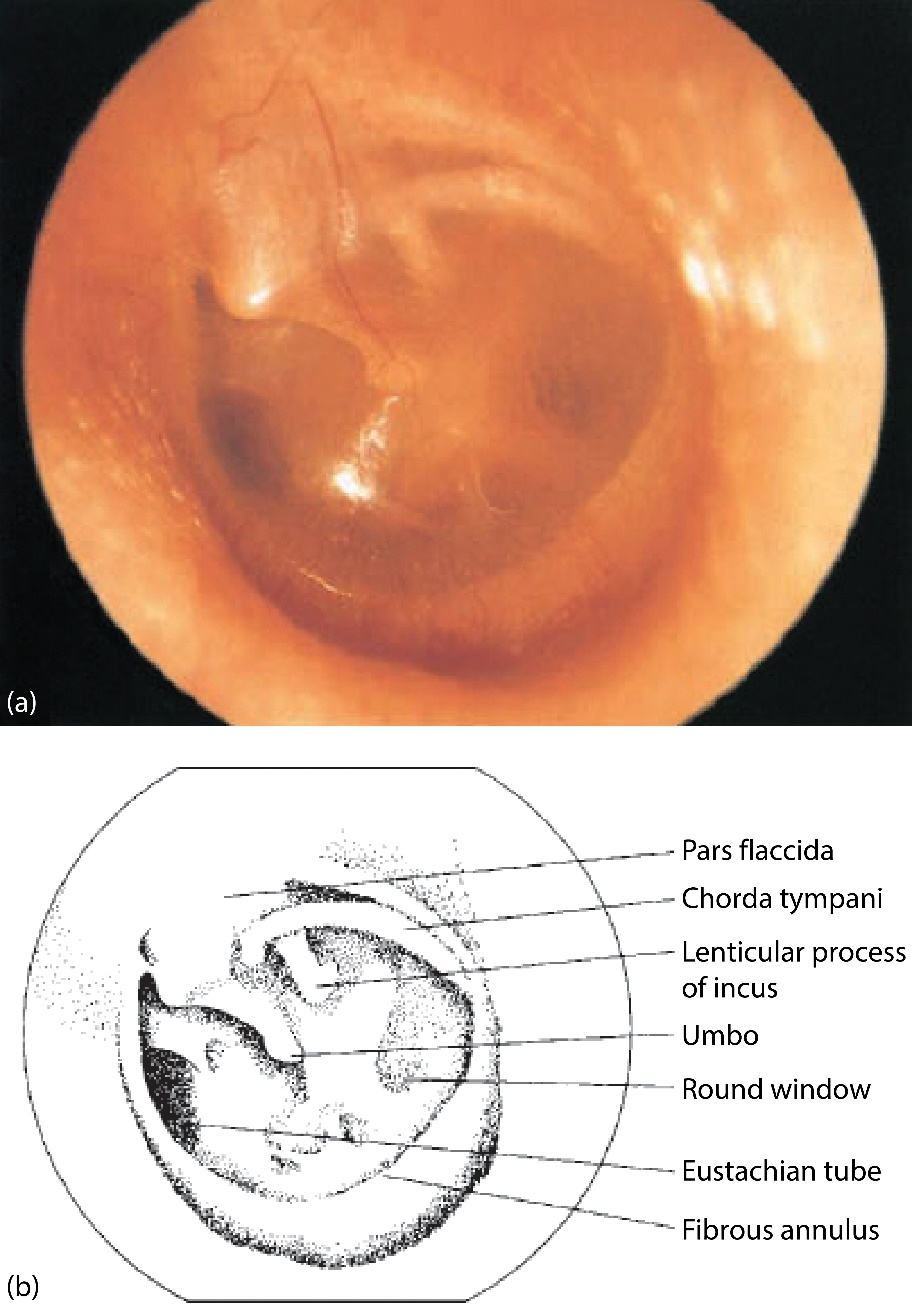 (a)
Pars flaccida
Chorda tympani
Lenticular process
of incus
Umbo
Round window
Eustachian tube
Fibrous annulus
(b)